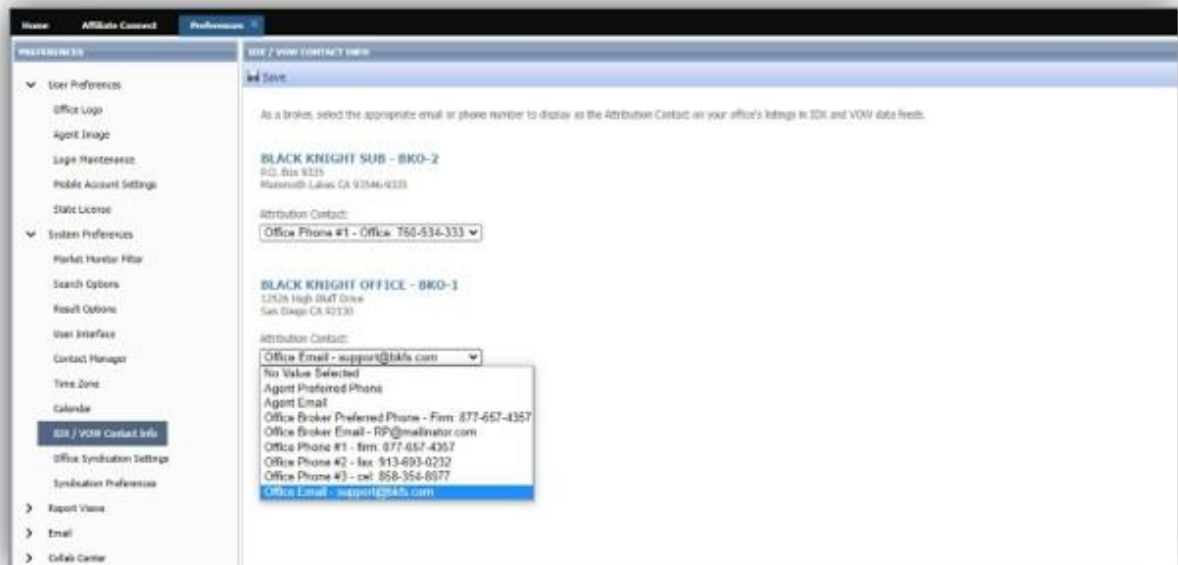 Home Affiliate Connect Preferences
PREFERENCES
IDX / VOW CONTACT INFO
Save
User Preferences
Office Logo
Agent Image
Login Maintenance
Mobile Account Settings
State License
System Preferences
Market Monitor Filter
Search Options
Result Options
User Interface
Contact Manager
Time Zone
Calendar
IDX / VOW Contact Info
Office Syndication Settings
Syndication Preferences
Report Views
Email
Collab Center
As a broker, select the appropriate email or phone number to display as the Attribution Contact on your office's listings in IDX and VOW data feeds.
BLACK KNIGHT SUB - BKO-2
P.O. Box 9335
Mammoth Lakes CA 93546-9335
Attribution Contact:
Office Phone #1 - Office: 760-934-333
BLACK KNIGHT OFFICE - BKO-1
12526 High Bluff Drive
San Diego CA 92130
Attribution Contact:
Office Email - support@bkfs.com
No Value Selected
Agent Preferred Phone
Agent Email
Office Broker Preferred Phone - Firm: 877-657-4357
Office Broker Email - RP@mailinator.com
Office Phone #1 - firm: 877-657-4357
Office Phone #2 - fax: 913-693-0232
Office Phone #3 - cel: 858-354-8977
Office Email - support@bkfs.com